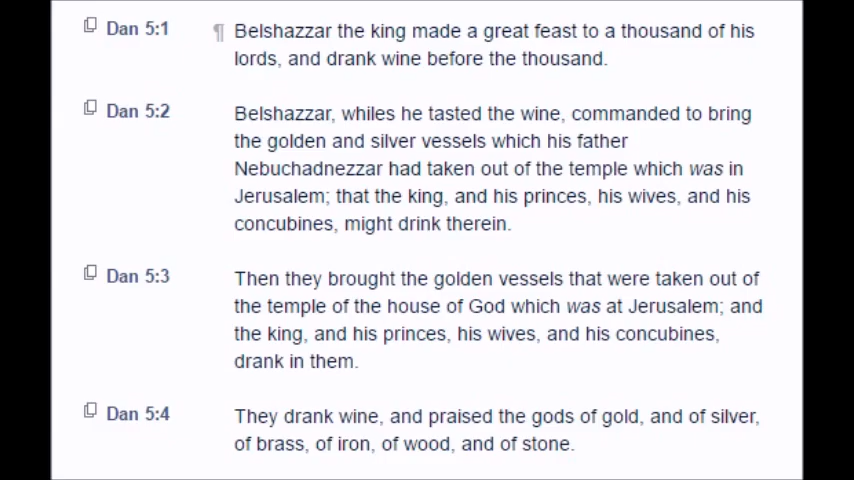 Dan 5:1 ¶ Belshazzar the king made a great feast to a thousand of his
lords, and drank wine before the thousand.
Dan 5:2 Belshazzar, whiles he tasted the wine, commanded to bring
the golden and silver vessels which his father
Nebuchadnezzar had taken out of the temple which was in
Jerusalem; that the king, and his princes, his wives, and his
concubines, might drink therein.
Dan 5:3 Then they brought the golden vessels that were taken out of
the temple of the house of God which was at Jerusalem; and
the king, and his princes, his wives, and his concubines,
drank in them.
Dan 5:4 They drank wine, and praised the gods of gold, and of silver,
of brass, of iron, of wood, and of stone.